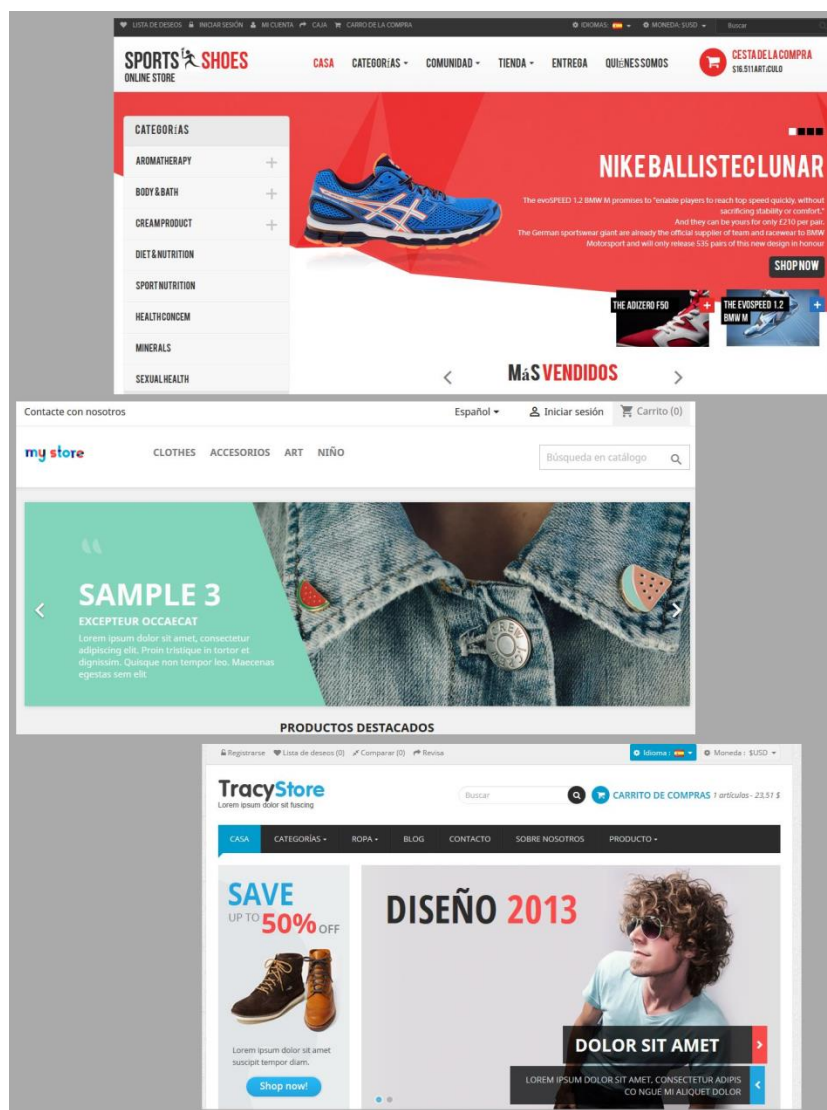 LISTA DE DESEOS INICIAR SESIÓN MI CUENTA CAJA CARRO DE LA COMPRA IDIOMAS: MONEDA: $USD Buscar
SPORTS SHOES
ONLINE STORE
CASA CATEGORÍAS COMUNIDAD TIENDA ENTREGA QUIÉNES SOMOS
CESTA DE LA COMPRA
$16.51 1 ARTÍCULO
CATEGORÍAS
AROMATHERAPY
BODY & BATH
CREAM PRODUCT
DIET & NUTRITION
SPORT NUTRITION
HEALTH CONCEM
MINERALS
SEXUAL HEALTH
NIKE BALLISTEC LUNAR
The evoSPEED 1.2 BMW M promises to "enable players to reach top speed quickly, without
sacrificing stability or comfort."
And they can be yours for only £210 per pair.
The German sportswear giant are already the official supplier of team and racewear to BMW
Motorsport and will only release 535 pairs of this new design in honour
SHOP NOW
THE ADIZERO F50
THE EVOSPEED 1.2
BMW M
MáS VENDIDOS
Contacte con nosotros Español Iniciar sesión Carrito (0)
my store CLOTHES ACCESORIOS ART NIÑO Búsqueda en catálogo
SAMPLE 3
EXCEPTEUR OCCAECAT
Lorem ipsum dolor sit amet, consectetur
adipiscing elit. Proin tristique in tortor et
dignissim. Quisque non tempor leo. Maecenas
egestas sem elit
CREW
PRODUCTOS DESTACADOS
Registrarse Lista de deseos (0) Comparar (0) Revisa Idioma : Moneda : $USD
TracyStore
Lorem ipsum dolor sit fuscing
Buscar CARRITO DE COMPRAS 1 artículos - 23,51 $
CASA CATEGORÍAS ROPA BLOG CONTACTO SOBRE NOSOTROS PRODUCTO
SAVE
UP TO 50% OFF
Lorem ipsum dolor sit amet
suscipit tempor diam.
Shop now!
DISEÑO 2013
DOLOR SIT AMET
LOREM IPSUM DOLOR SIT AMET, CONSECTETUR ADIPIS
CO NGUE MI ALIQUET DOLOR